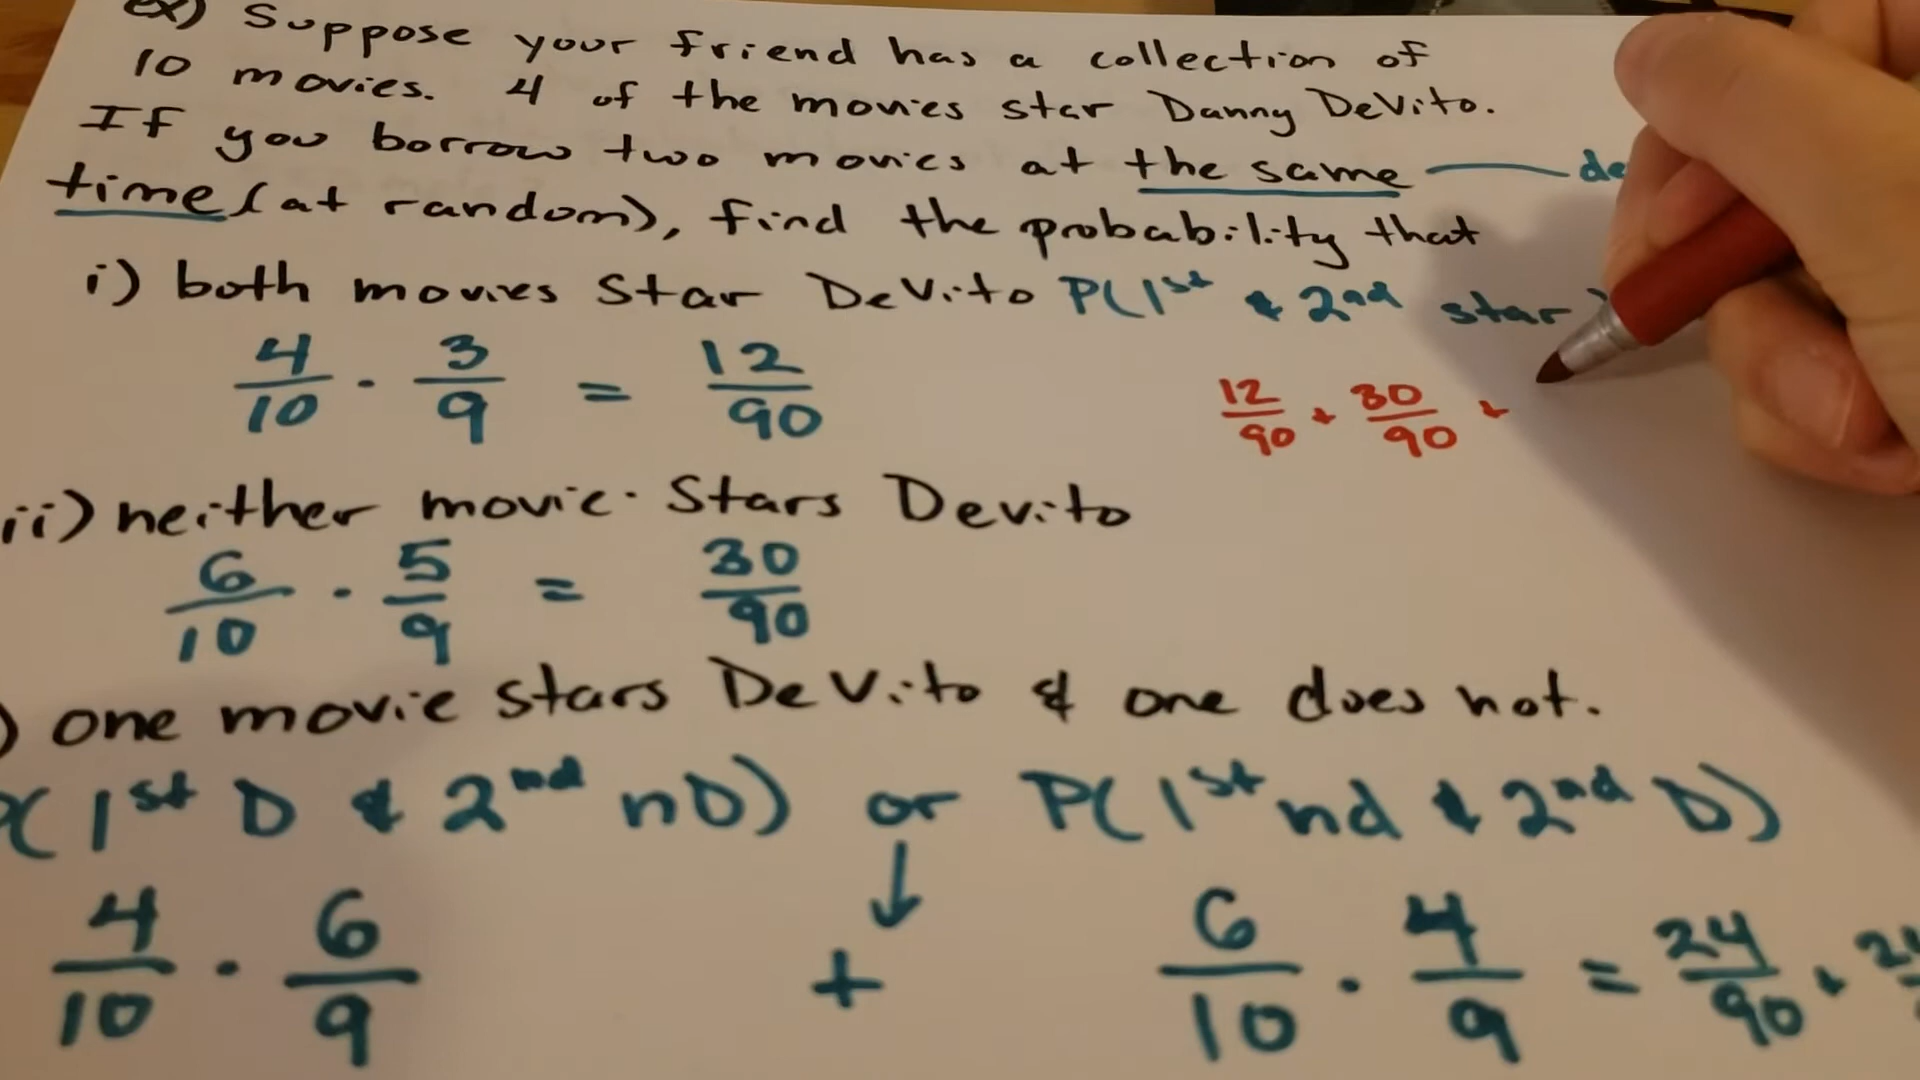 ex) Suppose your friend has a collection of
10 movies. 4 of the movies star Danny DeVito.
If you borrow two movies at the same — de
time (at random), find the probability that
i) both movies star DeVito P(1st & 2nd star
4/10 · 3/9 = 12/90
12/90 + 30/90 +
ii) neither movie stars Devito
6/10 · 5/9 = 30/90
) one movie stars DeVito & one does not.
P(1st D & 2nd nD) or P(1st nd & 2nd D)
↓
4/10 · 6/9 + 6/10 · 4/9 = 24/90 +